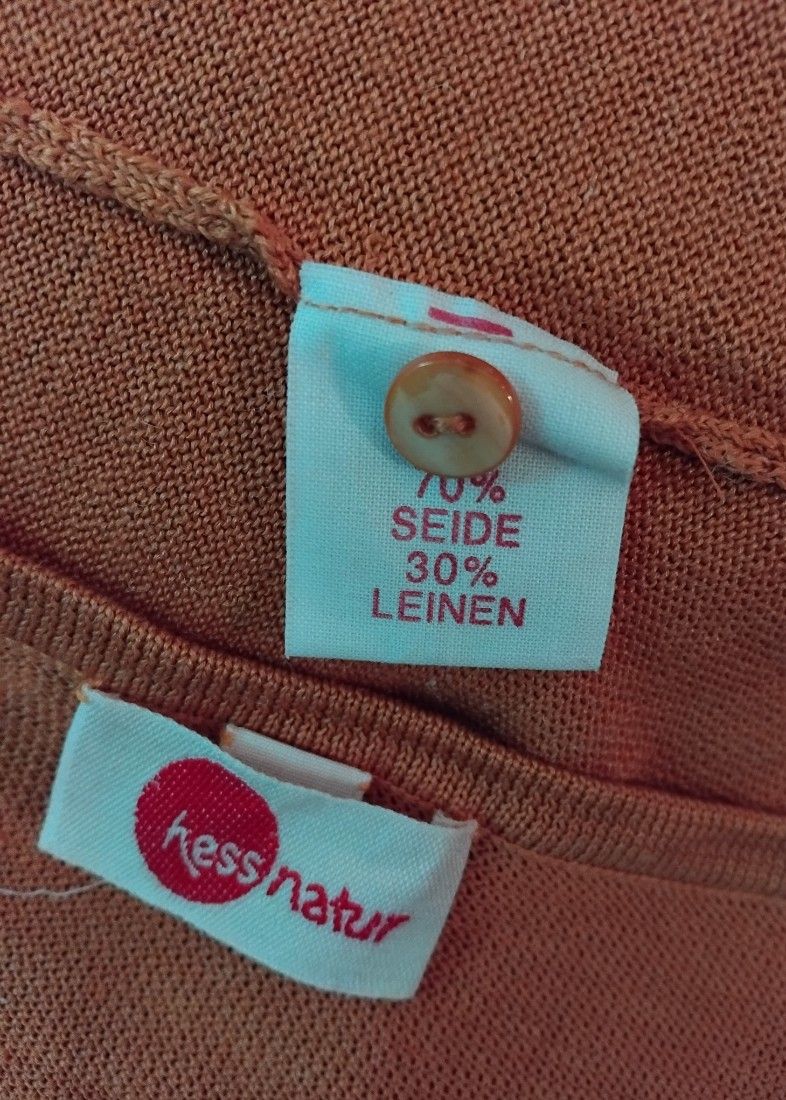 70%
SEIDE
30%
LEINEN
hess natur